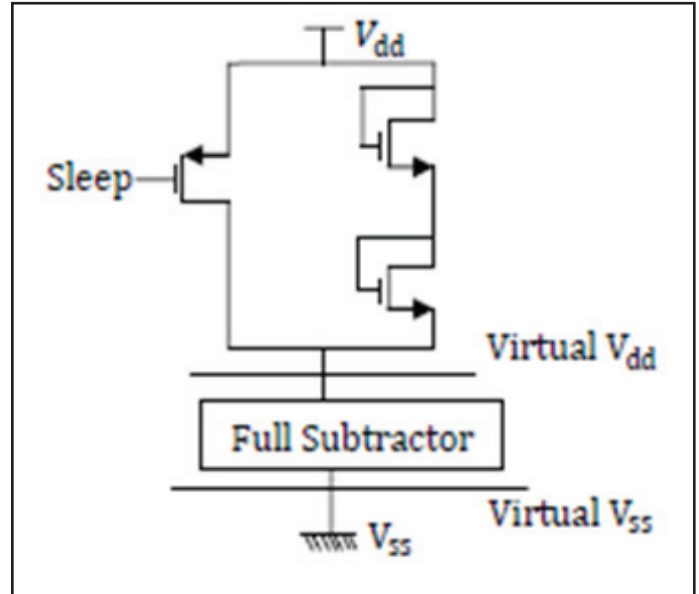 Vdd
Sleep
Virtual Vdd
Full Subtractor
Virtual Vss
Vss